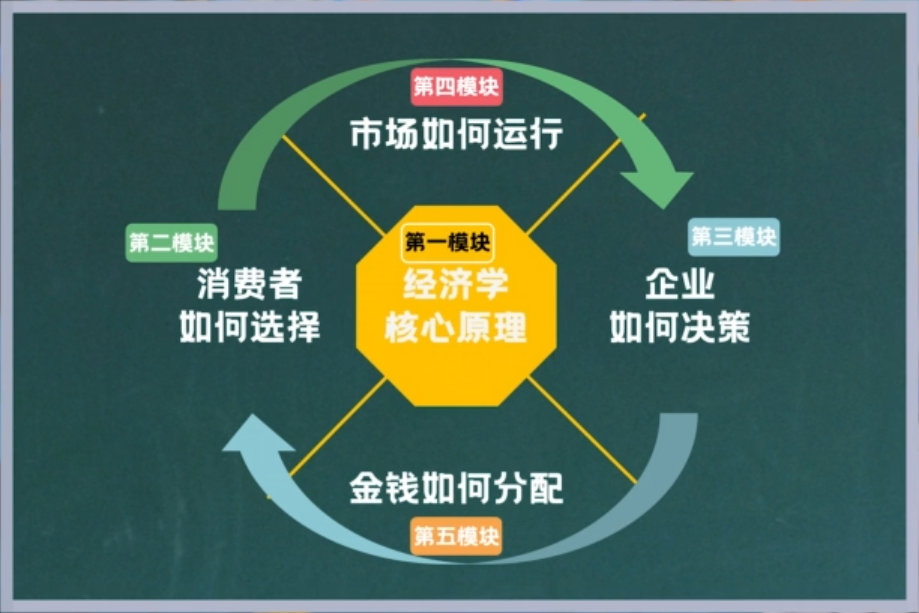 第四模块
市场如何运行
第二模块
消费者
如何选择
第一模块
经济学
核心原理
第三模块
企业
如何决策
金钱如何分配
第五模块